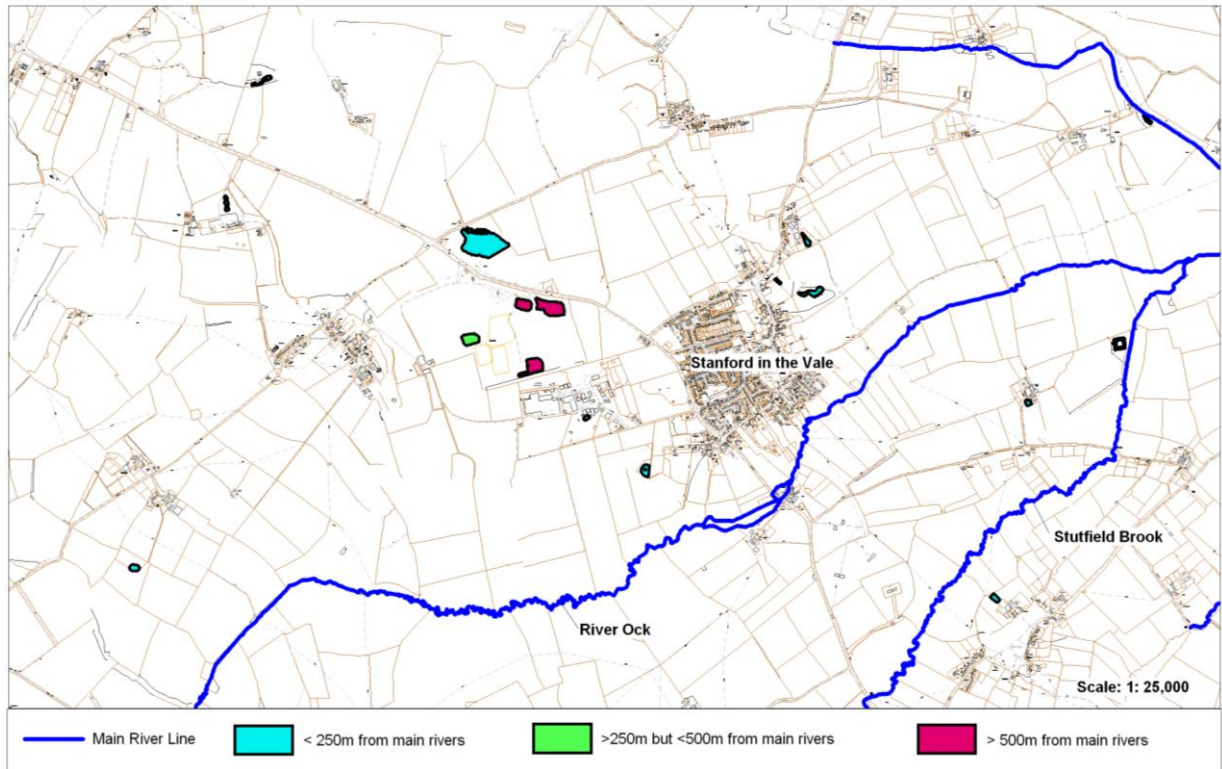 Stanford in the Vale
Stutfield Brook
River Ock
Scale: 1: 25,000
Main River Line
< 250m from main rivers
>250m but <500m from main rivers
> 500m from main rivers